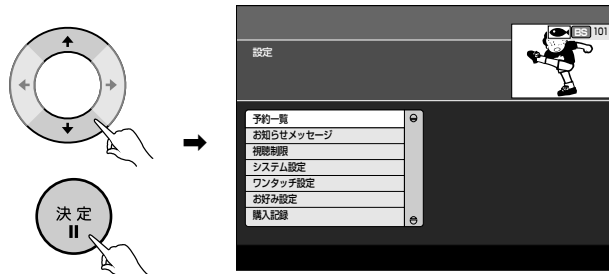 設定
BS 101
予約一覧
お知らせメッセージ
視聴制限
システム設定
ワンタッチ設定
お好み設定
購入記録
決定